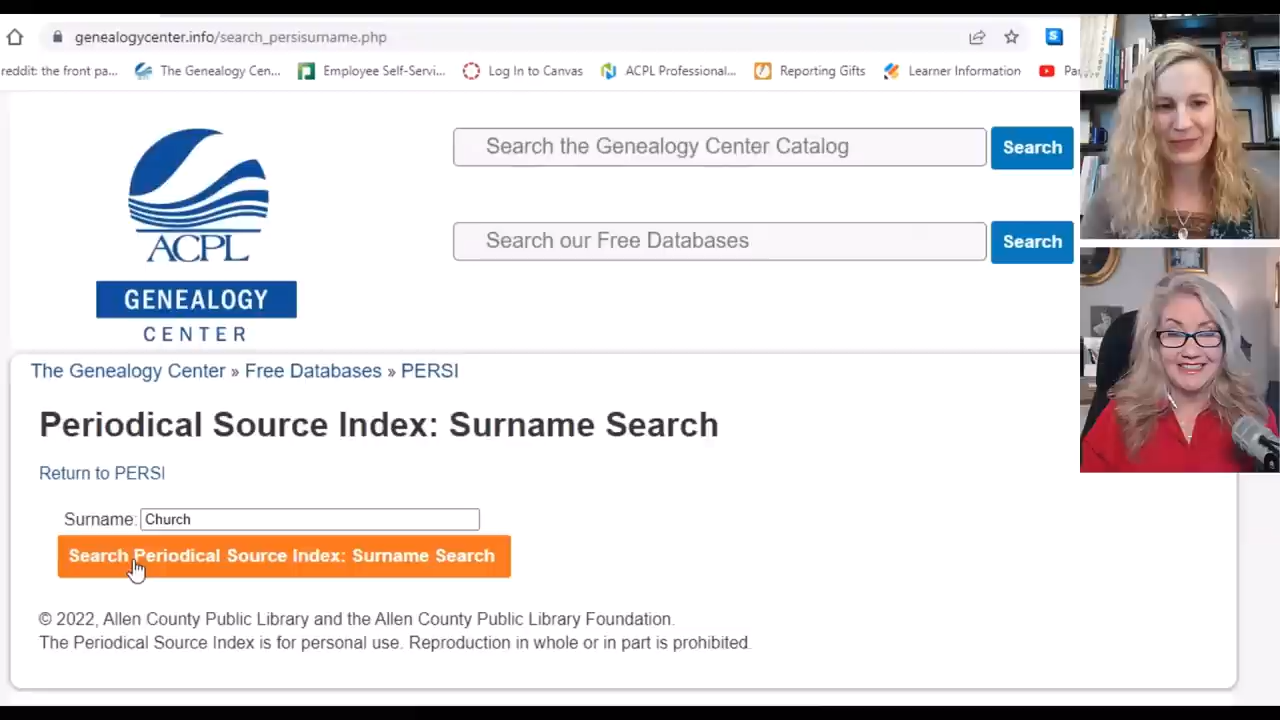 genealogycenter.info/search_persisurname.php
S
reddit: the front pa...
The Genealogy Cen...
Employee Self-Servi...
Log In to Canvas
ACPL Professional...
Reporting Gifts
Learner Information
ACPL
GENEALOGY
CENTER
Search the Genealogy Center Catalog
Search
Search our Free Databases
Search
The Genealogy Center » Free Databases » PERSI
Periodical Source Index: Surname Search
Return to PERSI
Surname: Church
Search Periodical Source Index: Surname Search
© 2022, Allen County Public Library and the Allen County Public Library Foundation.
The Periodical Source Index is for personal use. Reproduction in whole or in part is prohibited.